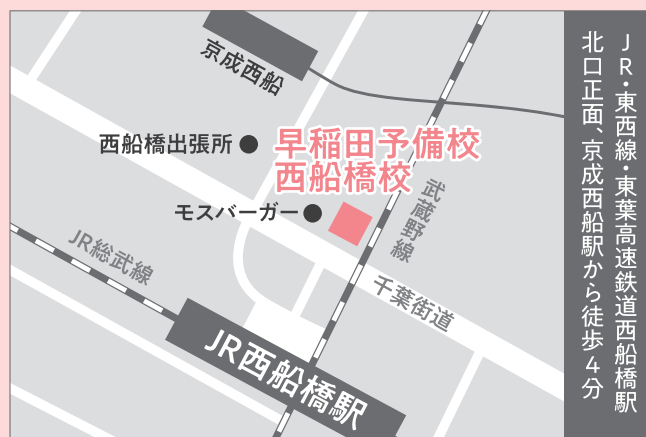 京成西船
西船橋出張所
早稲田予備校
西船橋校
モスバーガー
武蔵野線
JR総武線
千葉街道
JR西船橋駅
JR・東西線・東葉高速鉄道西船橋駅
北口正面、京成西船駅から徒歩4分